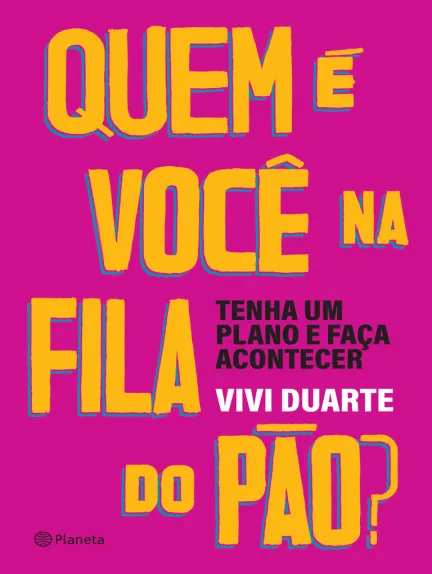 QUEM É
VOCÊ NA
FILA
TENHA UM
PLANO E FAÇA
ACONTECER
VIVI DUARTE
DO PÃO?
Planeta